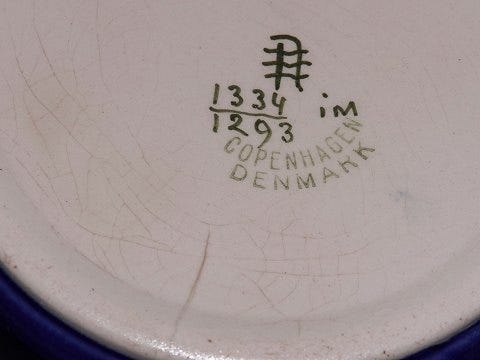 1334 iM
1293
COPENHAGEN
DENMARK